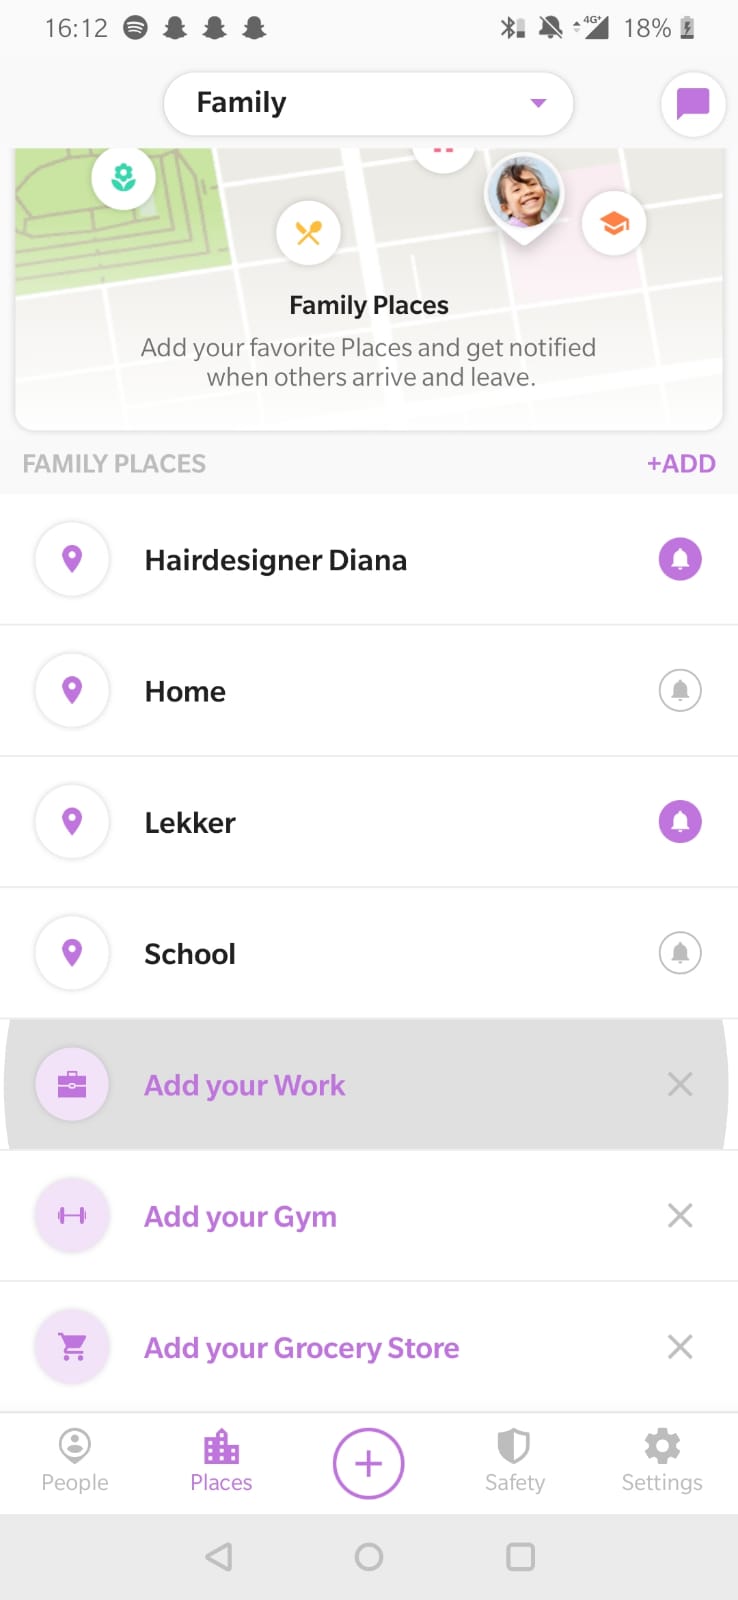 16:12
4G+
18%
Family
Family Places
Add your favorite Places and get notified
when others arrive and leave.
FAMILY PLACES
+ADD
Hairdesigner Diana
Home
Lekker
School
Add your Work
Add your Gym
Add your Grocery Store
People
Places
Safety
Settings